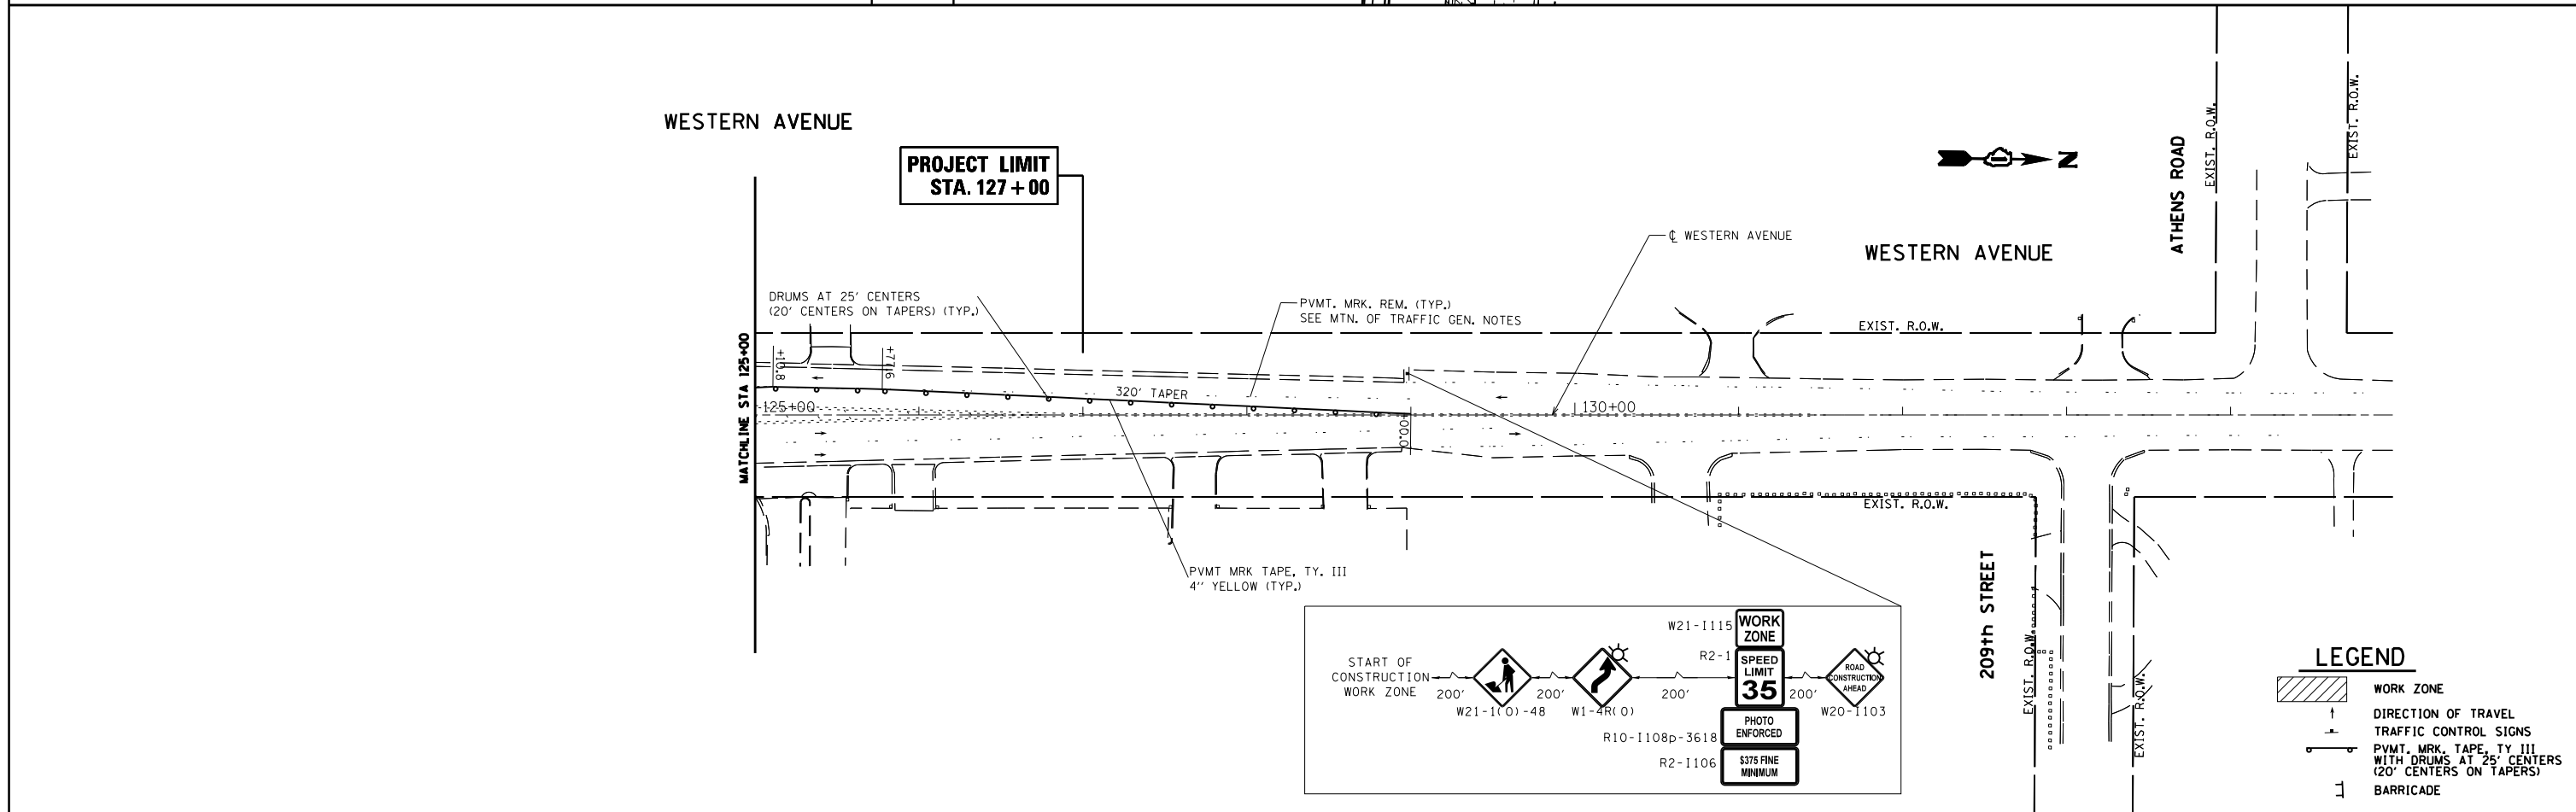 WESTERN AVENUE
PROJECT LIMIT
STA. 127+00
N
ATHENS ROAD
EXIST. R.O.W.
EXIST. R.O.W.
℄ WESTERN AVENUE
WESTERN AVENUE
DRUMS AT 25' CENTERS
(20' CENTERS ON TAPERS) (TYP.)
PVMT. MRK. REM. (TYP.)
SEE MTN. OF TRAFFIC GEN. NOTES
EXIST. R.O.W.
MATCHLINE STA 125+00
+10.8
+77.6
320' TAPER
125+00
130+00
+00.0
EXIST. R.O.W.
PVMT MRK TAPE, TY. III
4" YELLOW (TYP.)
209th STREET
EXIST. R.O.W.
EXIST. R.O.W.
START OF
CONSTRUCTION
WORK ZONE
200'
W21-1(O)-48
200'
W1-4R(O)
200'
W21-I115
WORK
ZONE
R2-1
SPEED
LIMIT
35
200'
ROAD
CONSTRUCTION
AHEAD
W20-I103
R10-I108p-3618
PHOTO
ENFORCED
R2-I106
$375 FINE
MINIMUM
LEGEND
WORK ZONE
DIRECTION OF TRAVEL
TRAFFIC CONTROL SIGNS
PVMT. MRK. TAPE, TY III
WITH DRUMS AT 25' CENTERS
(20' CENTERS ON TAPERS)
BARRICADE